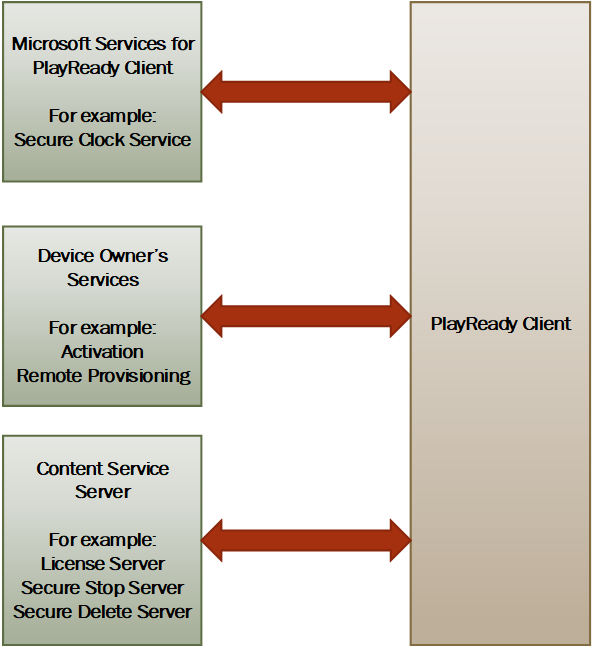 Microsoft Services for
PlayReady Client
For example:
Secure Clock Service
Device Owner's
Services
For example:
Activation
Remote Provisioning
PlayReady Client
Content Service
Server
For example:
License Server
Secure Stop Server
Secure Delete Server